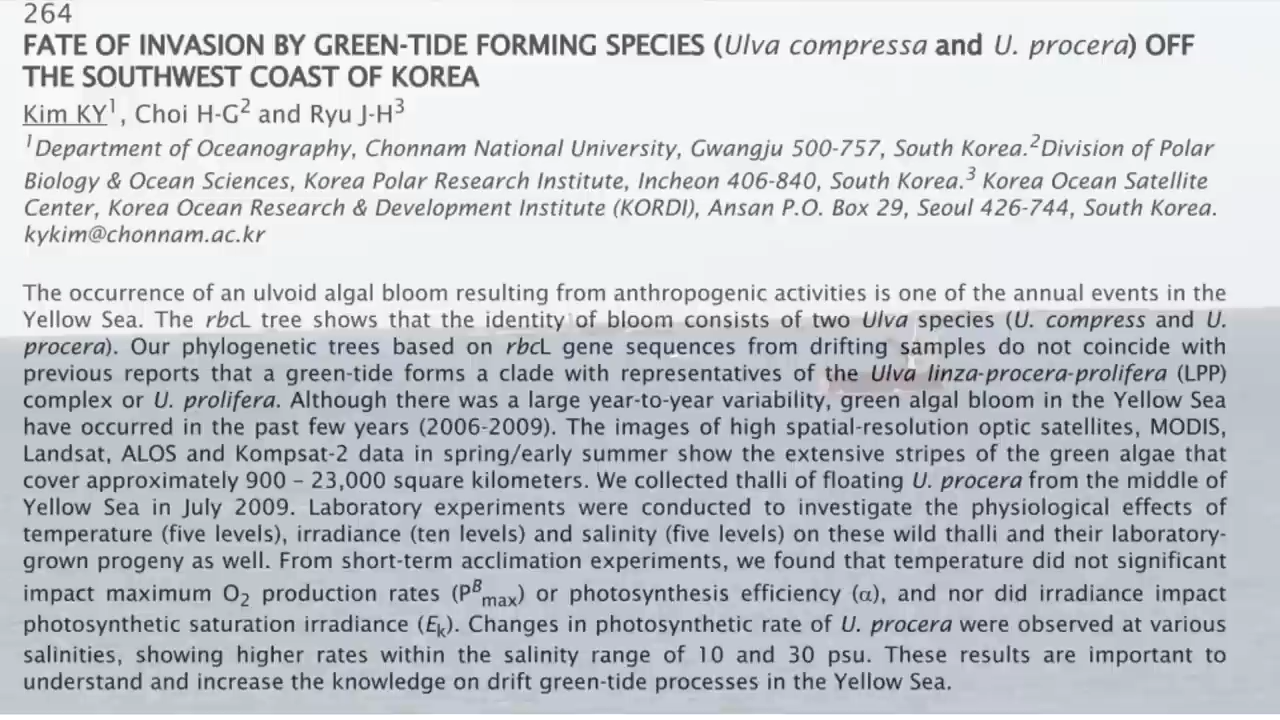 264
FATE OF INVASION BY GREEN-TIDE FORMING SPECIES (Ulva compressa and U. procera) OFF
THE SOUTHWEST COAST OF KOREA
Kim KY1, Choi H-G2 and Ryu J-H3
1Department of Oceanography, Chonnam National University, Gwangju 500-757, South Korea.2Division of Polar
Biology & Ocean Sciences, Korea Polar Research Institute, Incheon 406-840, South Korea.3 Korea Ocean Satellite
Center, Korea Ocean Research & Development Institute (KORDI), Ansan P.O. Box 29, Seoul 426-744, South Korea.
kykim@chonnam.ac.kr
The occurrence of an ulvoid algal bloom resulting from anthropogenic activities is one of the annual events in the
Yellow Sea. The rbcL tree shows that the identity of bloom consists of two Ulva species (U. compress and U.
procera). Our phylogenetic trees based on rbcL gene sequences from drifting samples do not coincide with
previous reports that a green-tide forms a clade with representatives of the Ulva linza-procera-prolifera (LPP)
complex or U. prolifera. Although there was a large year-to-year variability, green algal bloom in the Yellow Sea
have occurred in the past few years (2006-2009). The images of high spatial-resolution optic satellites, MODIS,
Landsat, ALOS and Kompsat-2 data in spring/early summer show the extensive stripes of the green algae that
cover approximately 900 – 23,000 square kilometers. We collected thalli of floating U. procera from the middle of
Yellow Sea in July 2009. Laboratory experiments were conducted to investigate the physiological effects of
temperature (five levels), irradiance (ten levels) and salinity (five levels) on these wild thalli and their laboratory-
grown progeny as well. From short-term acclimation experiments, we found that temperature did not significant
impact maximum O2 production rates (PBmax) or photosynthesis efficiency (α), and nor did irradiance impact
photosynthetic saturation irradiance (Ek). Changes in photosynthetic rate of U. procera were observed at various
salinities, showing higher rates within the salinity range of 10 and 30 psu. These results are important to
understand and increase the knowledge on drift green-tide processes in the Yellow Sea.